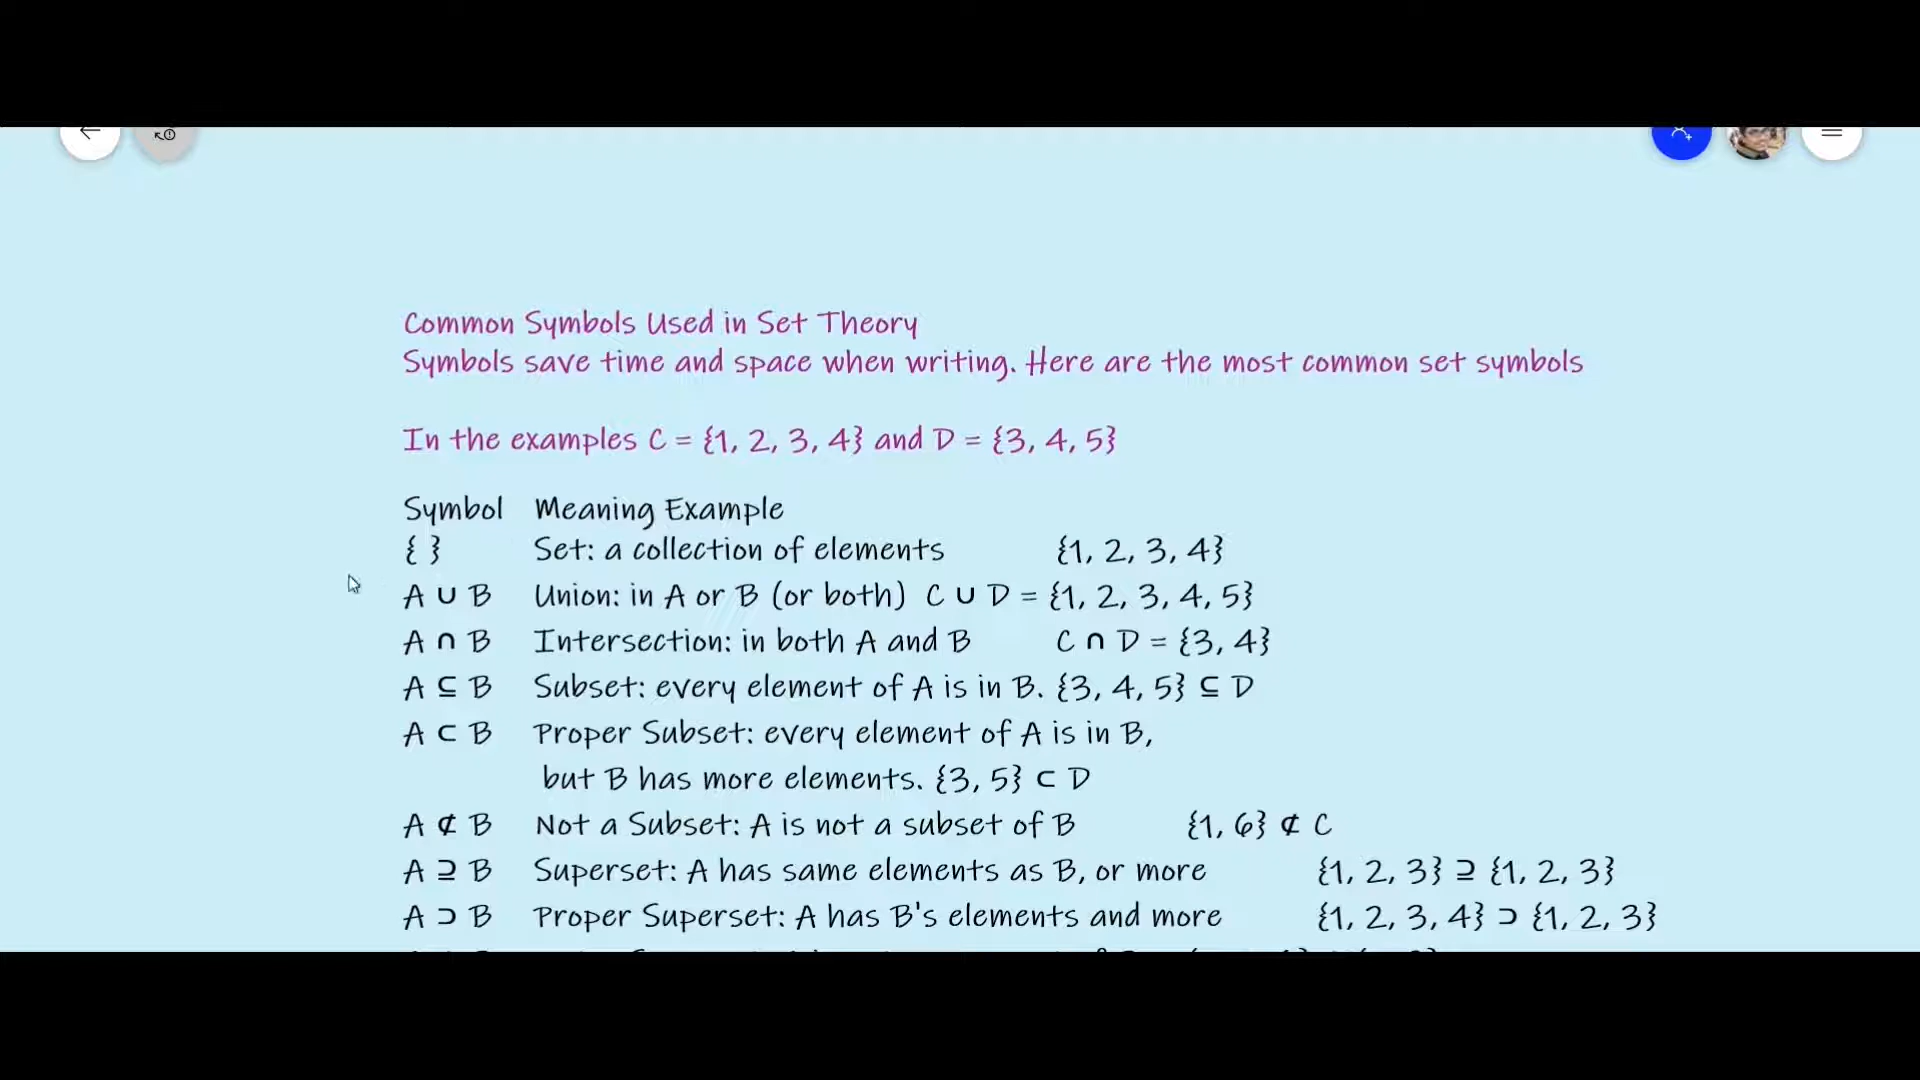 Common Symbols Used in Set Theory
Symbols save time and space when writing. Here are the most common set symbols
In the examples C = {1, 2, 3, 4} and D = {3, 4, 5}
Symbol Meaning Example
{ } Set: a collection of elements {1, 2, 3, 4}
A ∪ B Union: in A or B (or both) C ∪ D = {1, 2, 3, 4, 5}
A ∩ B Intersection: in both A and B C ∩ D = {3, 4}
A ⊆ B Subset: every element of A is in B. {3, 4, 5} ⊆ D
A ⊂ B Proper Subset: every element of A is in B,
but B has more elements. {3, 5} ⊂ D
A ⊄ B Not a Subset: A is not a subset of B {1, 6} ⊄ C
A ⊇ B Superset: A has same elements as B, or more {1, 2, 3} ⊇ {1, 2, 3}
A ⊃ B Proper Superset: A has B's elements and more {1, 2, 3, 4} ⊃ {1, 2, 3}